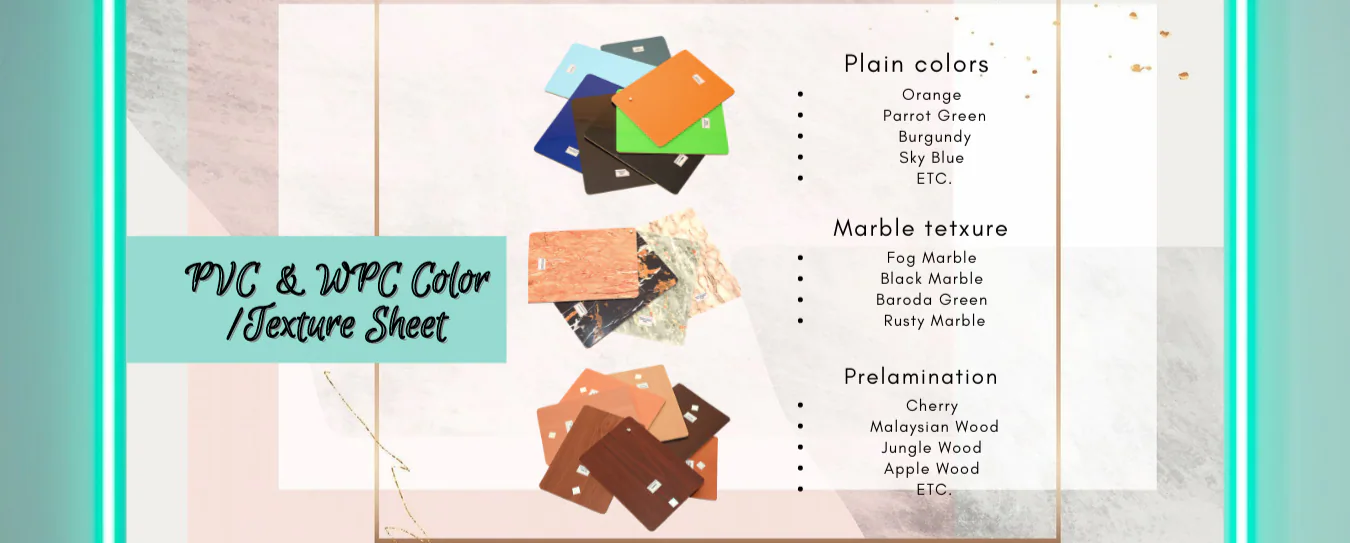 PVC & WPC Color
/Texture Sheet
Plain colors
Orange
Parrot Green
Burgundy
Sky Blue
ETC.
Marble tetxure
Fog Marble
Black Marble
Baroda Green
Rusty Marble
Prelamination
Cherry
Malaysian Wood
Jungle Wood
Apple Wood
ETC.